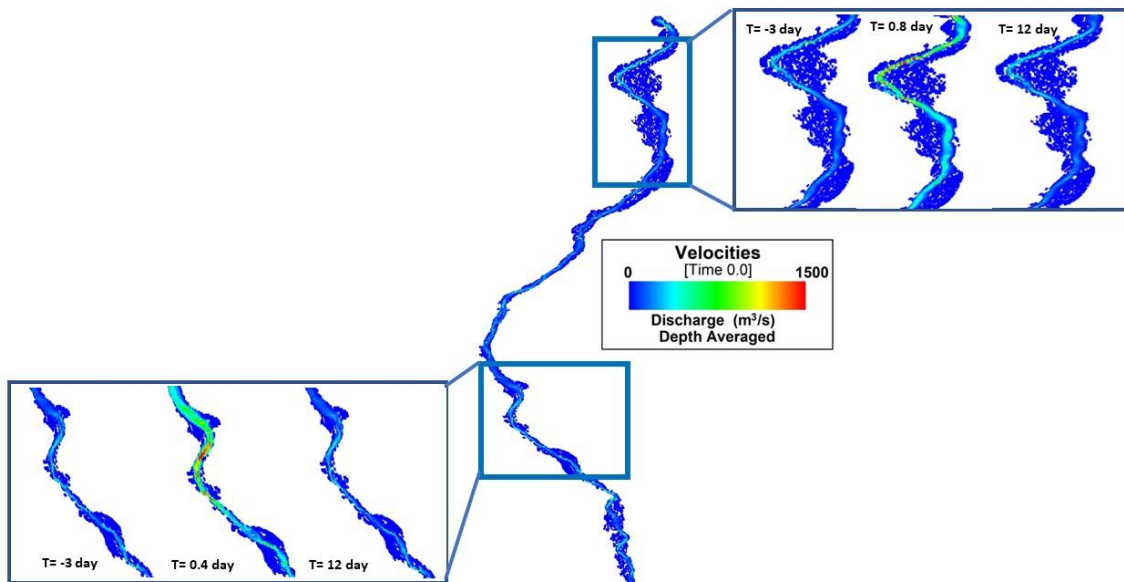 T= -3 day
T= 0.8 day
T= 12 day
Velocities
[Time 0.0]
0
1500
Discharge (m³/s)
Depth Averaged
T= -3 day
T= 0.4 day
T= 12 day